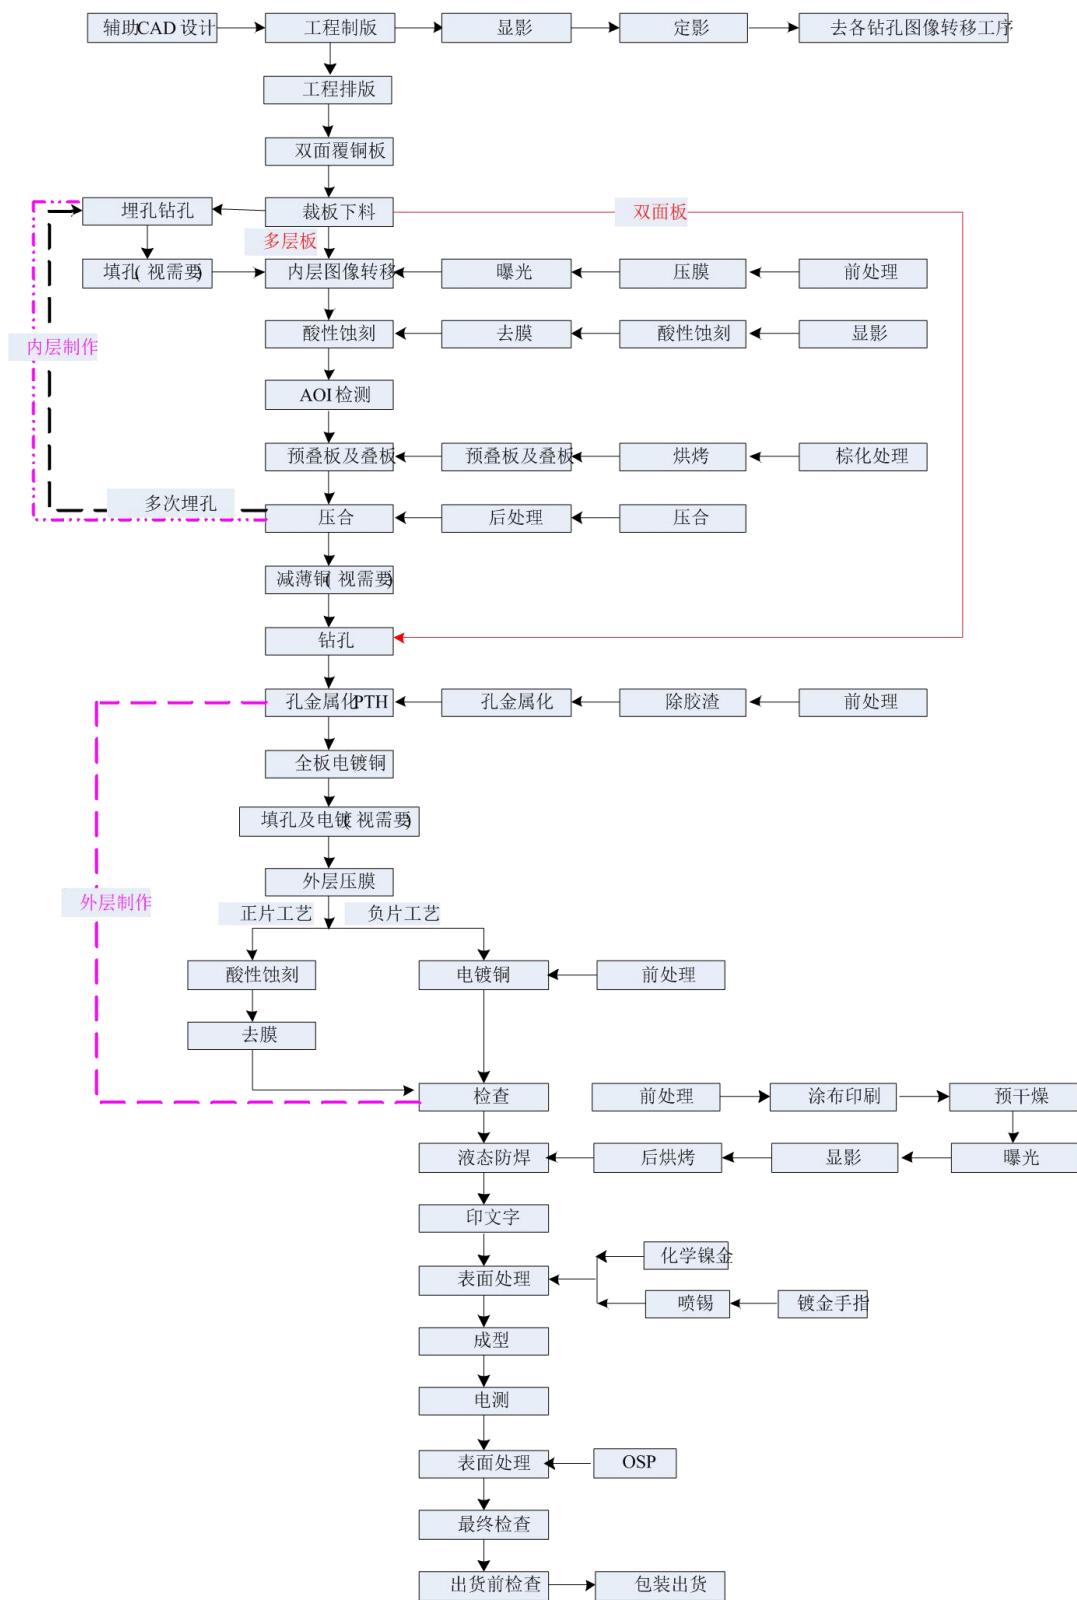 辅助CAD 设计
工程制版
显影
定影
去各钻孔图像转移工序
工程排版
双面覆铜板
埋孔钻孔
裁板下料
双面板
多层板
填孔( 视需要)
内层图像转移
曝光
压膜
前处理
内层制作
酸性蚀刻
去膜
酸性蚀刻
显影
AOI 检测
预叠板及叠板
预叠板及叠板
烘烤
棕化处理
多次埋孔
压合
后处理
压合
减薄铜( 视需要)
钻孔
孔金属化PTH
孔金属化
除胶渣
前处理
全板电镀铜
填孔及电镀( 视需要)
外层压膜
外层制作
正片工艺
负片工艺
酸性蚀刻
电镀铜
前处理
去膜
检查
前处理
涂布印刷
预干燥
液态防焊
后烘烤
显影
曝光
印文字
化学镍金
表面处理
喷锡
镀金手指
成型
电测
表面处理
OSP
最终检查
出货前检查
包装出货